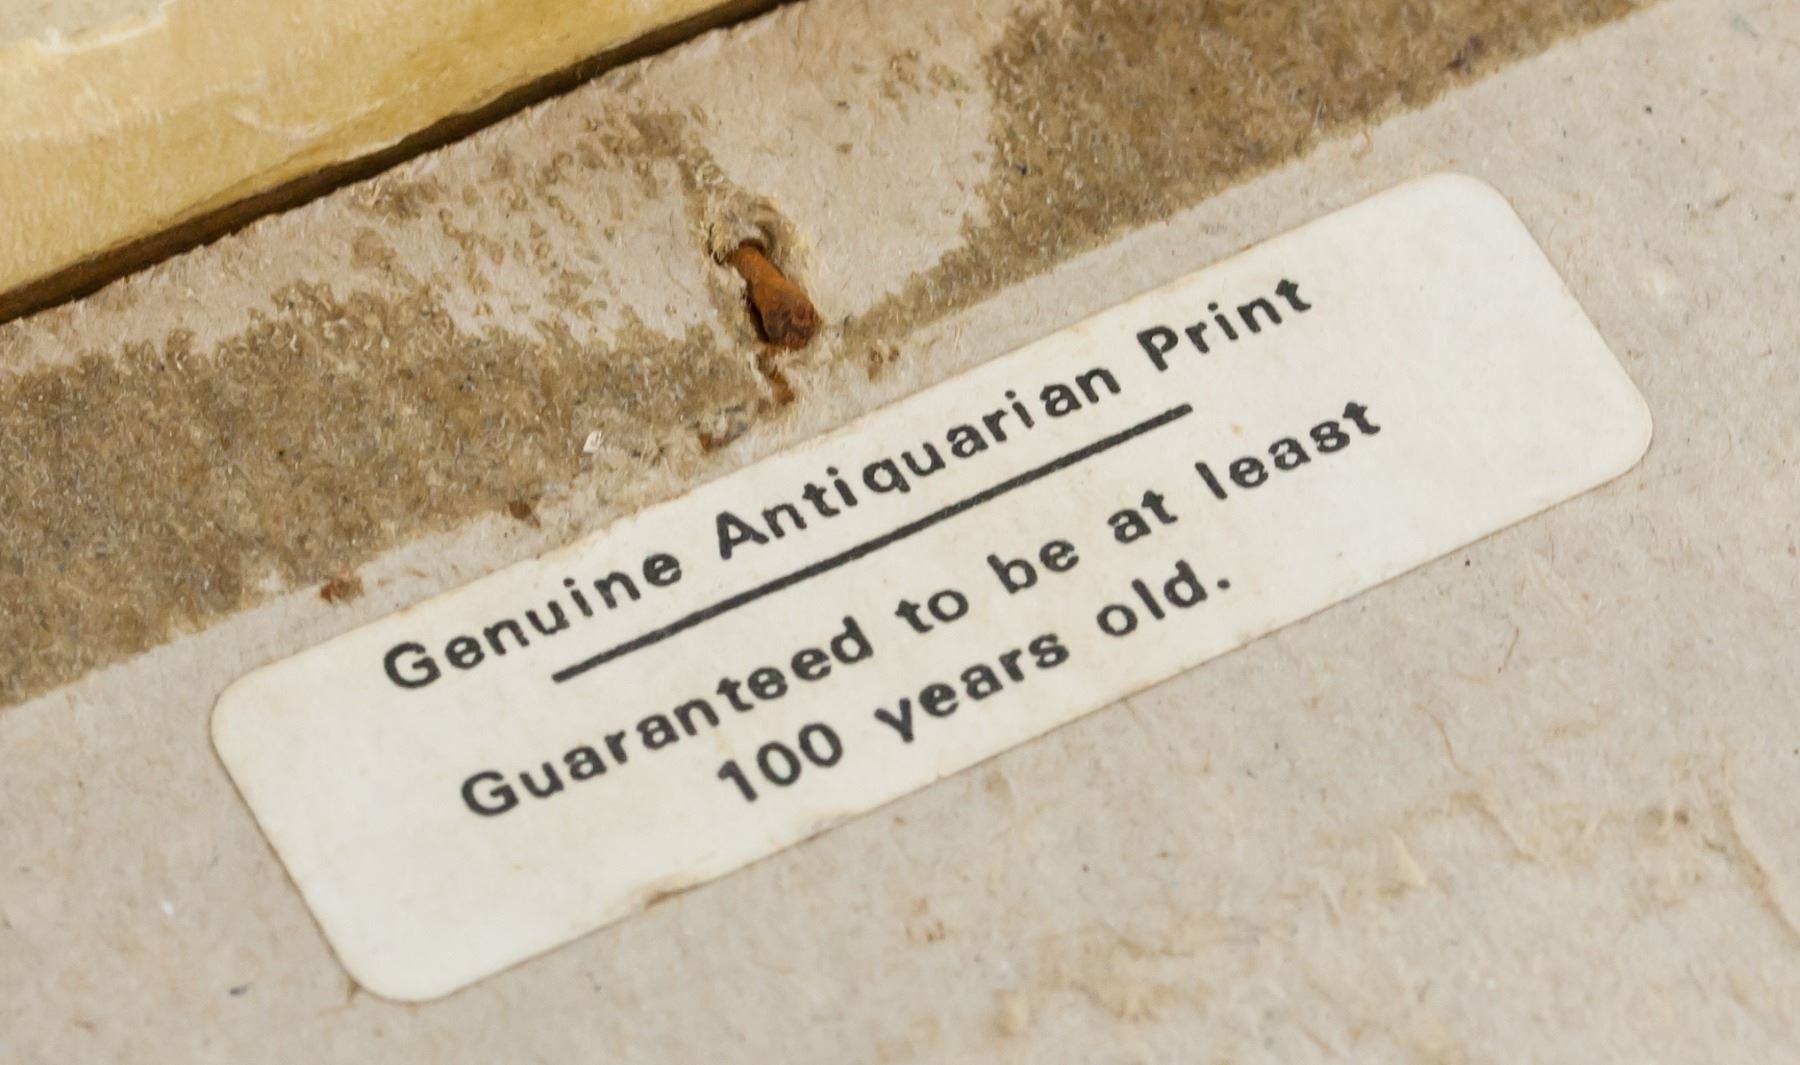 Genuine Antiquarian Print
Guaranteed to be at least
100 years old.